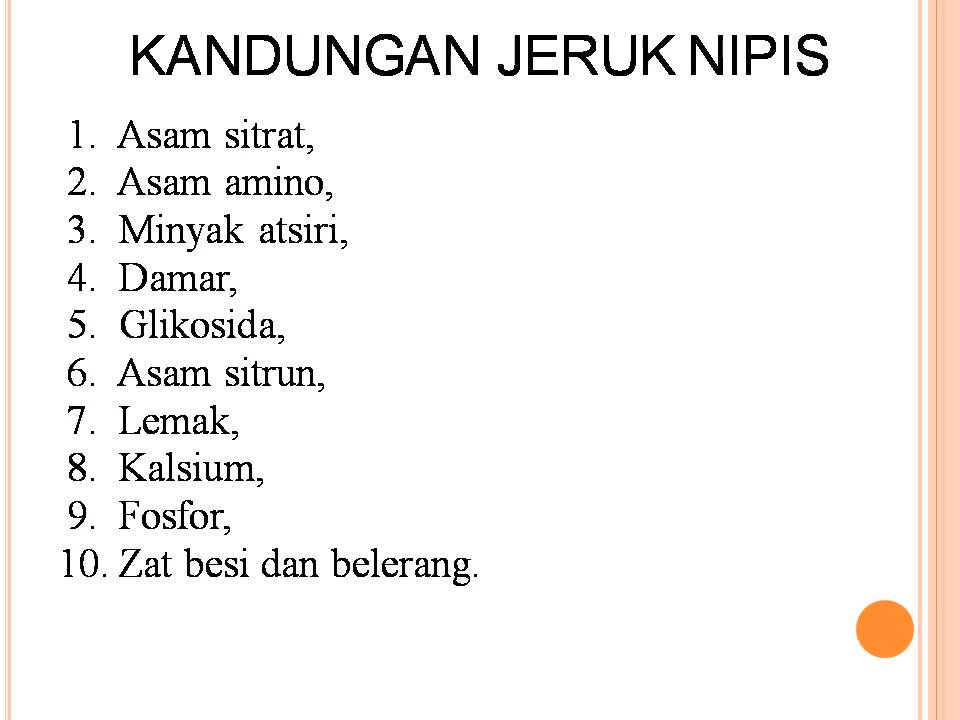 KANDUNGAN JERUK NIPIS
1. Asam sitrat,
2. Asam amino,
3. Minyak atsiri,
4. Damar,
5. Glikosida,
6. Asam sitrun,
7. Lemak,
8. Kalsium,
9. Fosfor,
10. Zat besi dan belerang.